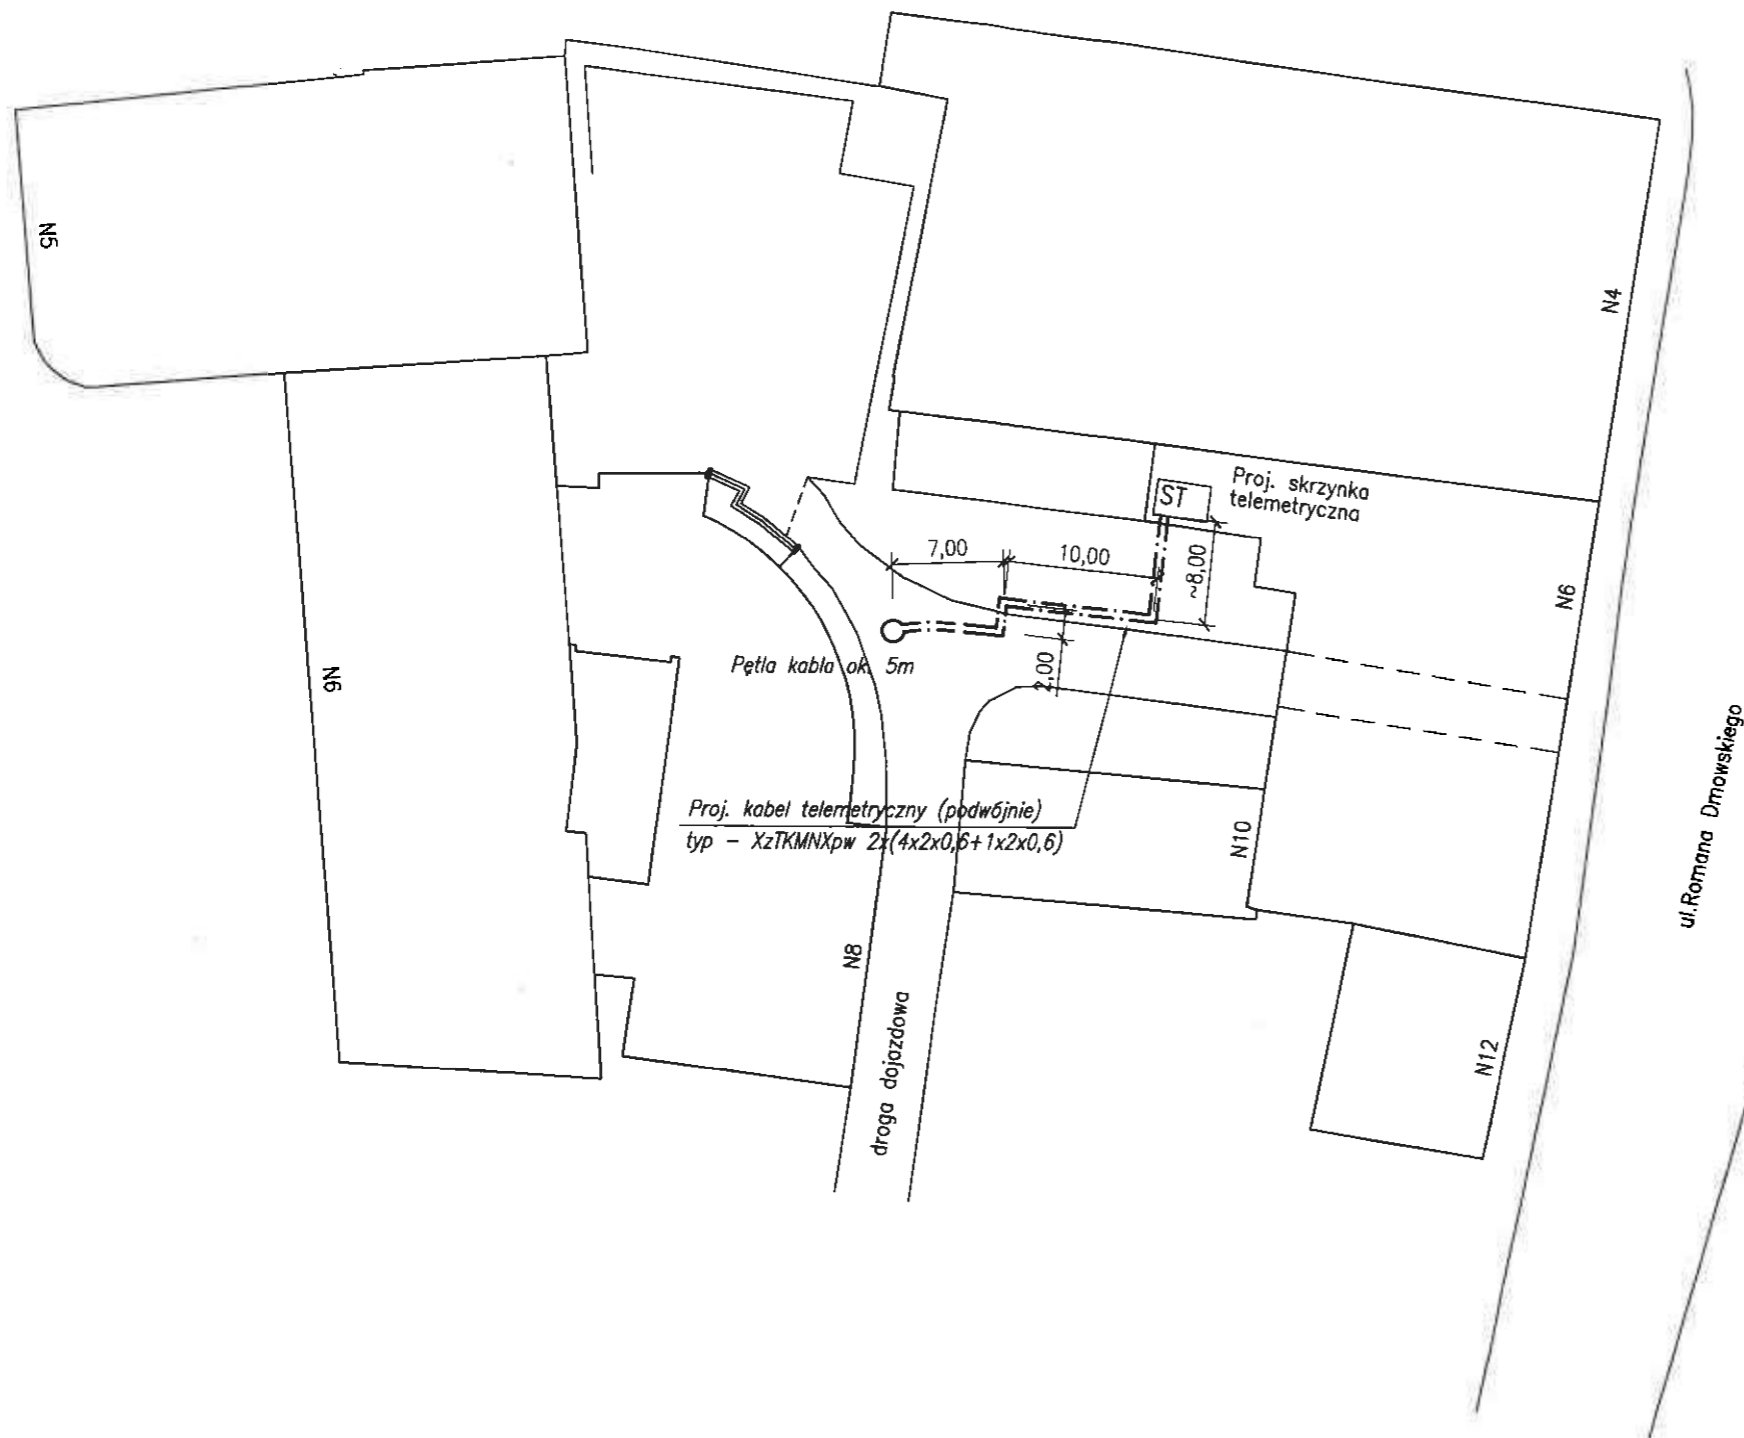 N5
N4
Proj. skrzynka
telemetryczna
ST
7,00
10,00
~8,00
N6
Pętla kabla ok. 5m
2,00
N6
ul.Romana Dmowskiego
Proj. kabel telemetryczny (podwójnie)
typ - XzTKMNXpw 2x(4x2x0,6+1x2x0,6)
N10
N8
droga dojazdowa
N12